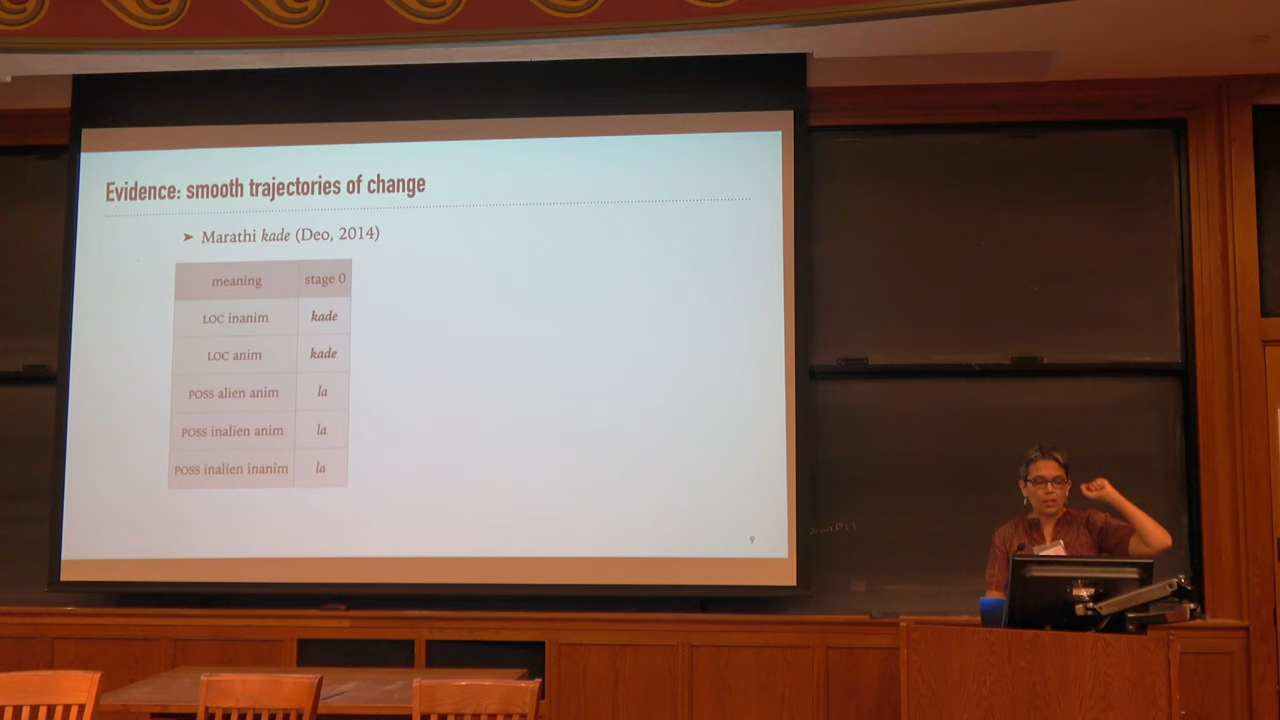 Evidence: smooth trajectories of change
➤ Marathi kade (Deo, 2014)
meaning stage 0
LOC inanim kade
LOC anim kade
POSS alien anim la
POSS inalien anim la
POSS inalien inanim la
9